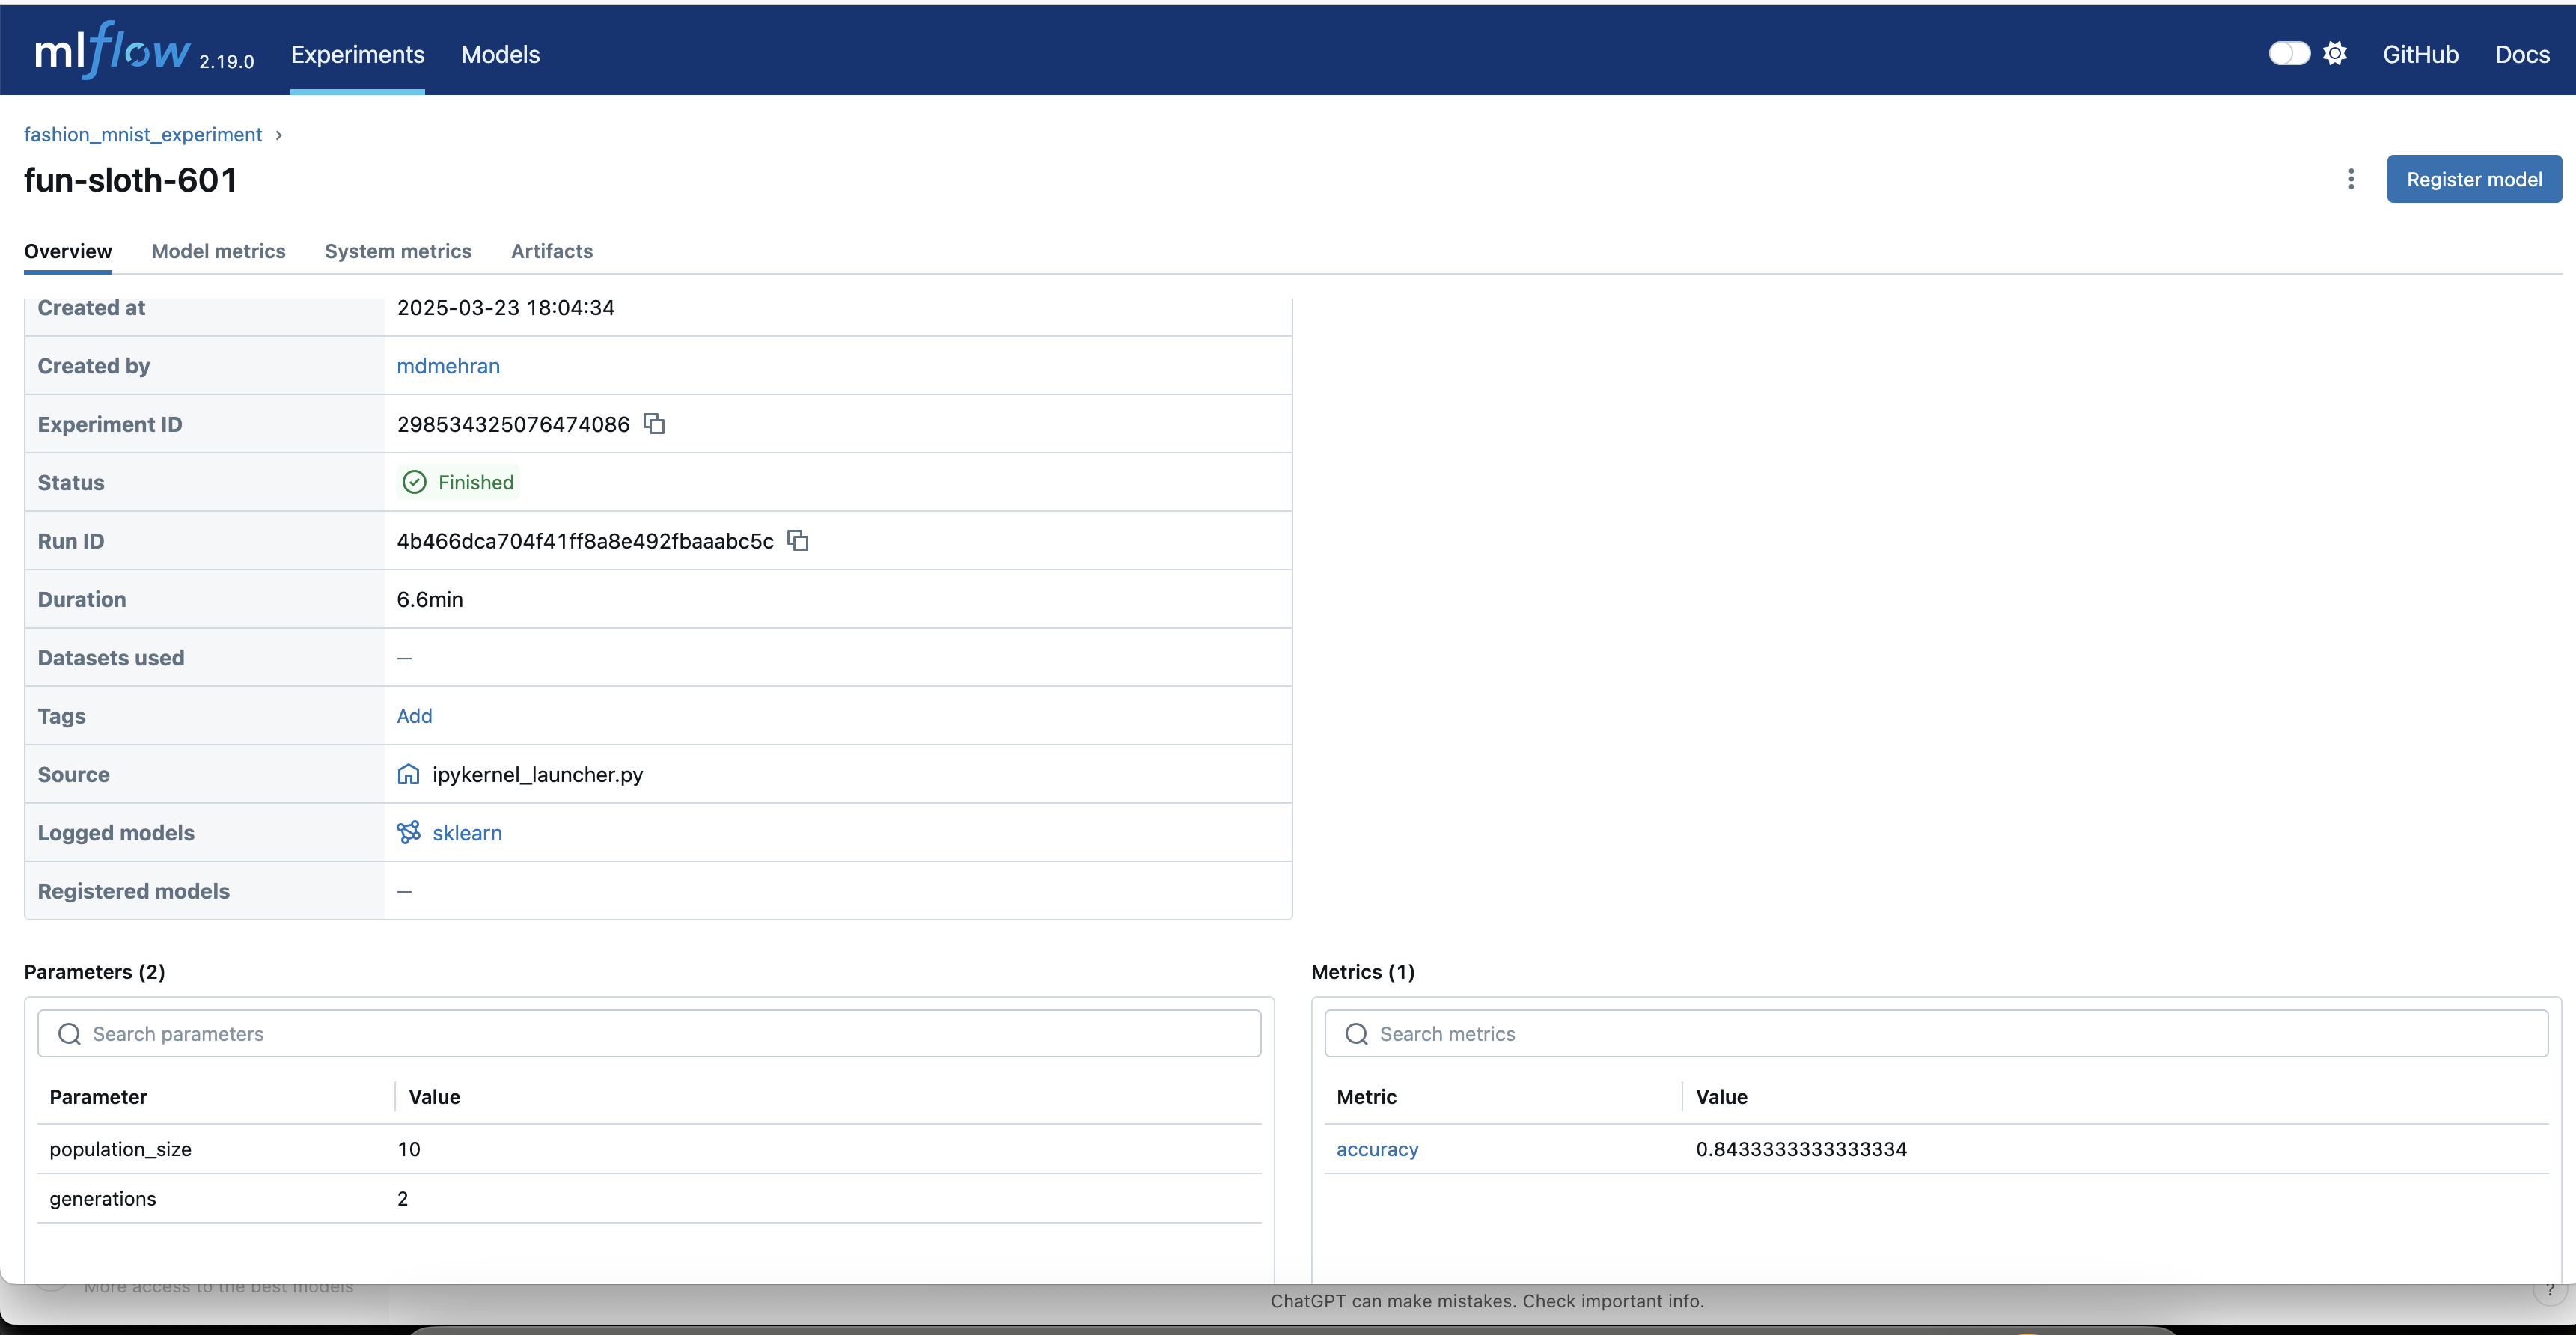 mlflow 2.19.0 Experiments Models GitHub Docs
fashion_mnist_experiment >
fun-sloth-601
Register model
Overview Model metrics System metrics Artifacts
Created at 2025-03-23 18:04:34
Created by mdmehran
Experiment ID 298534325076474086
Status Finished
Run ID 4b466dca704f41ff8a8e492fbaaabc5c
Duration 6.6min
Datasets used —
Tags Add
Source ipykernel_launcher.py
Logged models sklearn
Registered models —
Parameters (2)
Search parameters
Parameter Value
population_size 10
generations 2
Metrics (1)
Search metrics
Metric Value
accuracy 0.8433333333333334
More access to the best models
ChatGPT can make mistakes. Check important info.
?